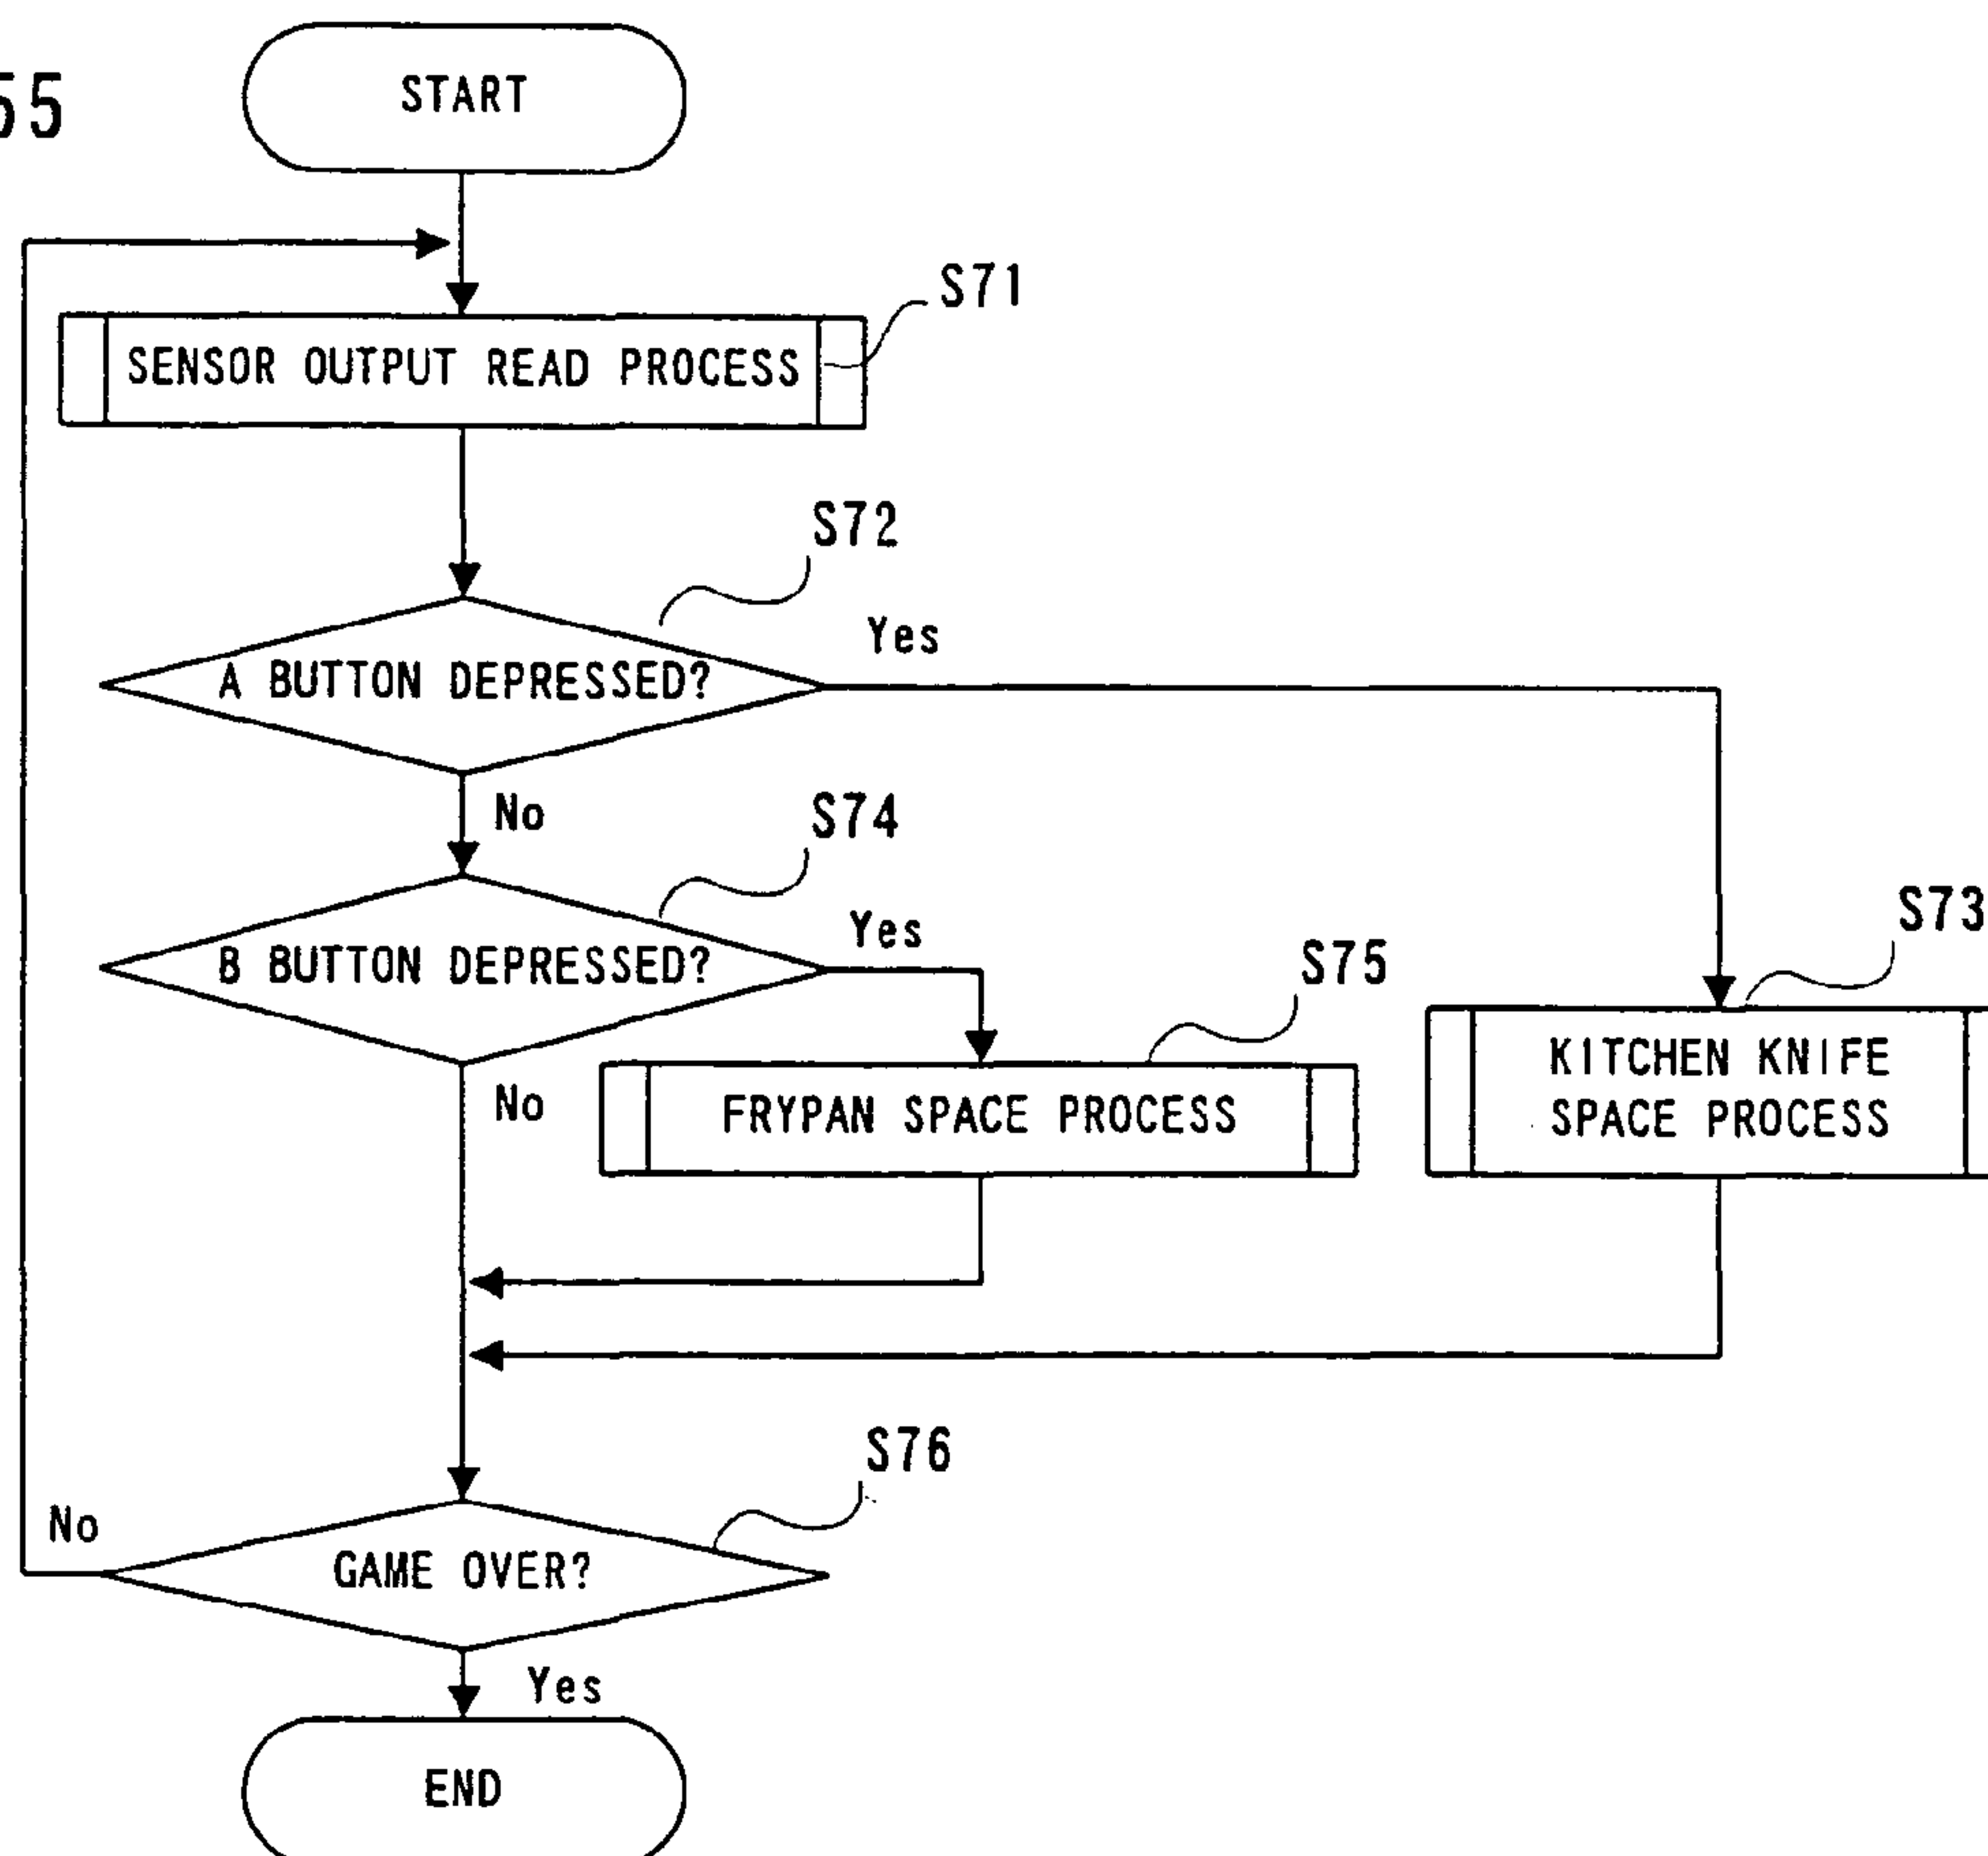 55
START
S71
SENSOR OUTPUT READ PROCESS
S72
Yes
A BUTTON DEPRESSED?
No
S74
Yes
B BUTTON DEPRESSED?
S73
S75
No
FRYPAN SPACE PROCESS
KITCHEN KNIFE
SPACE PROCESS
S76
No
GAME OVER?
Yes
END